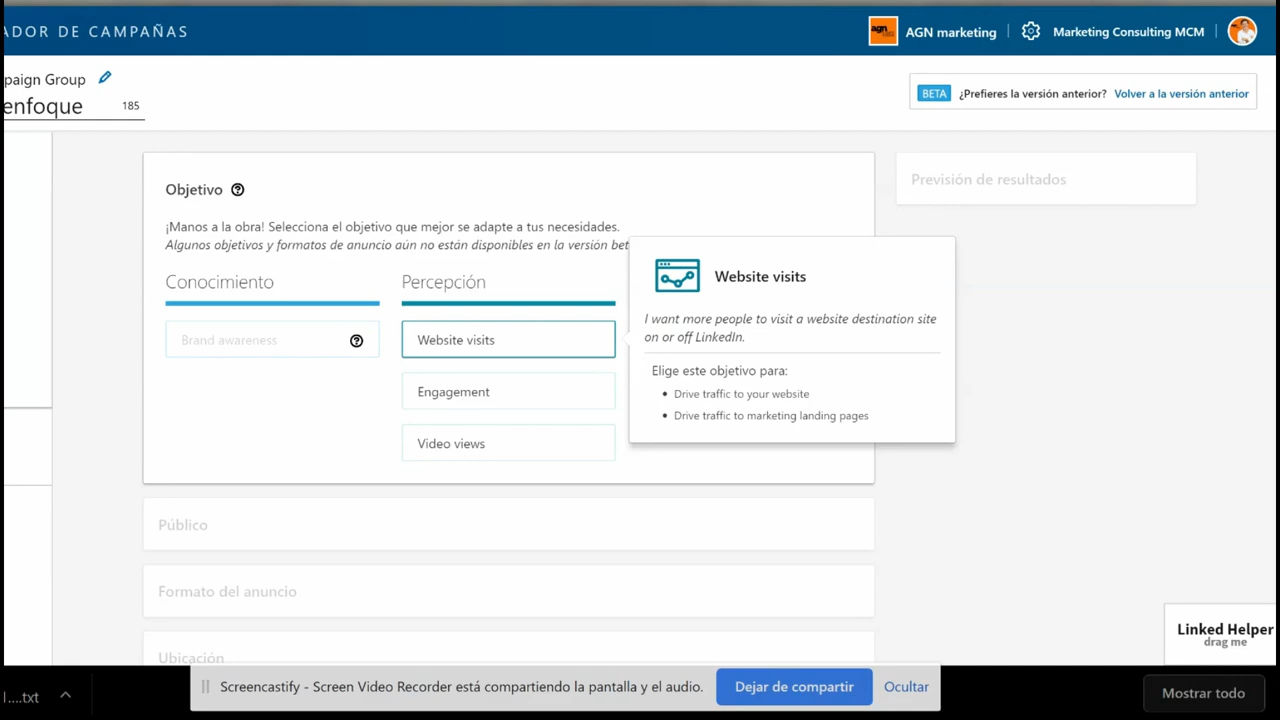 ADOR DE CAMPAÑAS
agn
AGN marketing
Marketing Consulting MCM
paign Group
enfoque
185
BETA ¿Prefieres la versión anterior? Volver a la versión anterior
Objetivo
¡Manos a la obra! Selecciona el objetivo que mejor se adapte a tus necesidades.
Algunos objetivos y formatos de anuncio aún no están disponibles en la versión bet
Conocimiento
Brand awareness
Percepción
Website visits
Engagement
Video views
Website visits
I want more people to visit a website destination site
on or off LinkedIn.
Elige este objetivo para:
• Drive traffic to your website
• Drive traffic to marketing landing pages
Previsión de resultados
Público
Formato del anuncio
Ubicación
Linked Helper
drag me
l....txt
Screencastify - Screen Video Recorder está compartiendo la pantalla y el audio.
Dejar de compartir
Ocultar
Mostrar todo